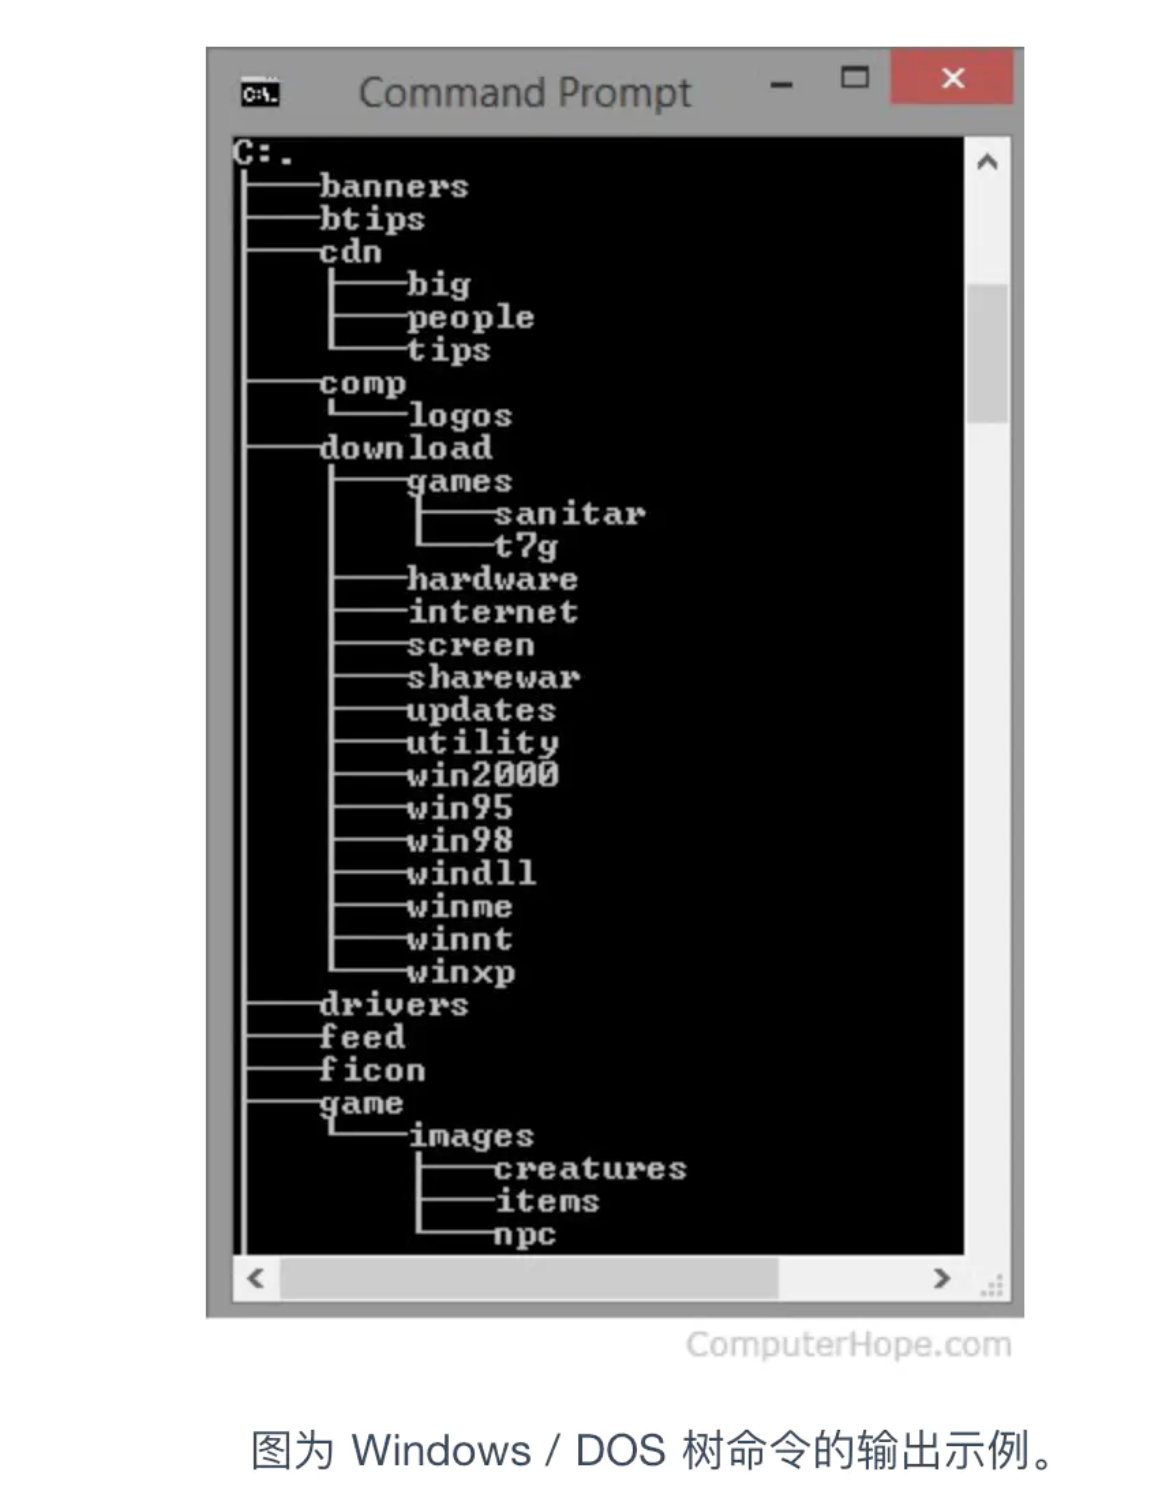 C:\.
Command Prompt
C:.
banners
btips
cdn
big
people
tips
comp
logos
download
games
sanitar
t7g
hardware
internet
screen
sharewar
updates
utility
win2000
win95
win98
windll
winme
winnt
winxp
drivers
feed
ficon
game
images
creatures
items
npc
ComputerHope.com
图为 Windows / DOS 树命令的输出示例。